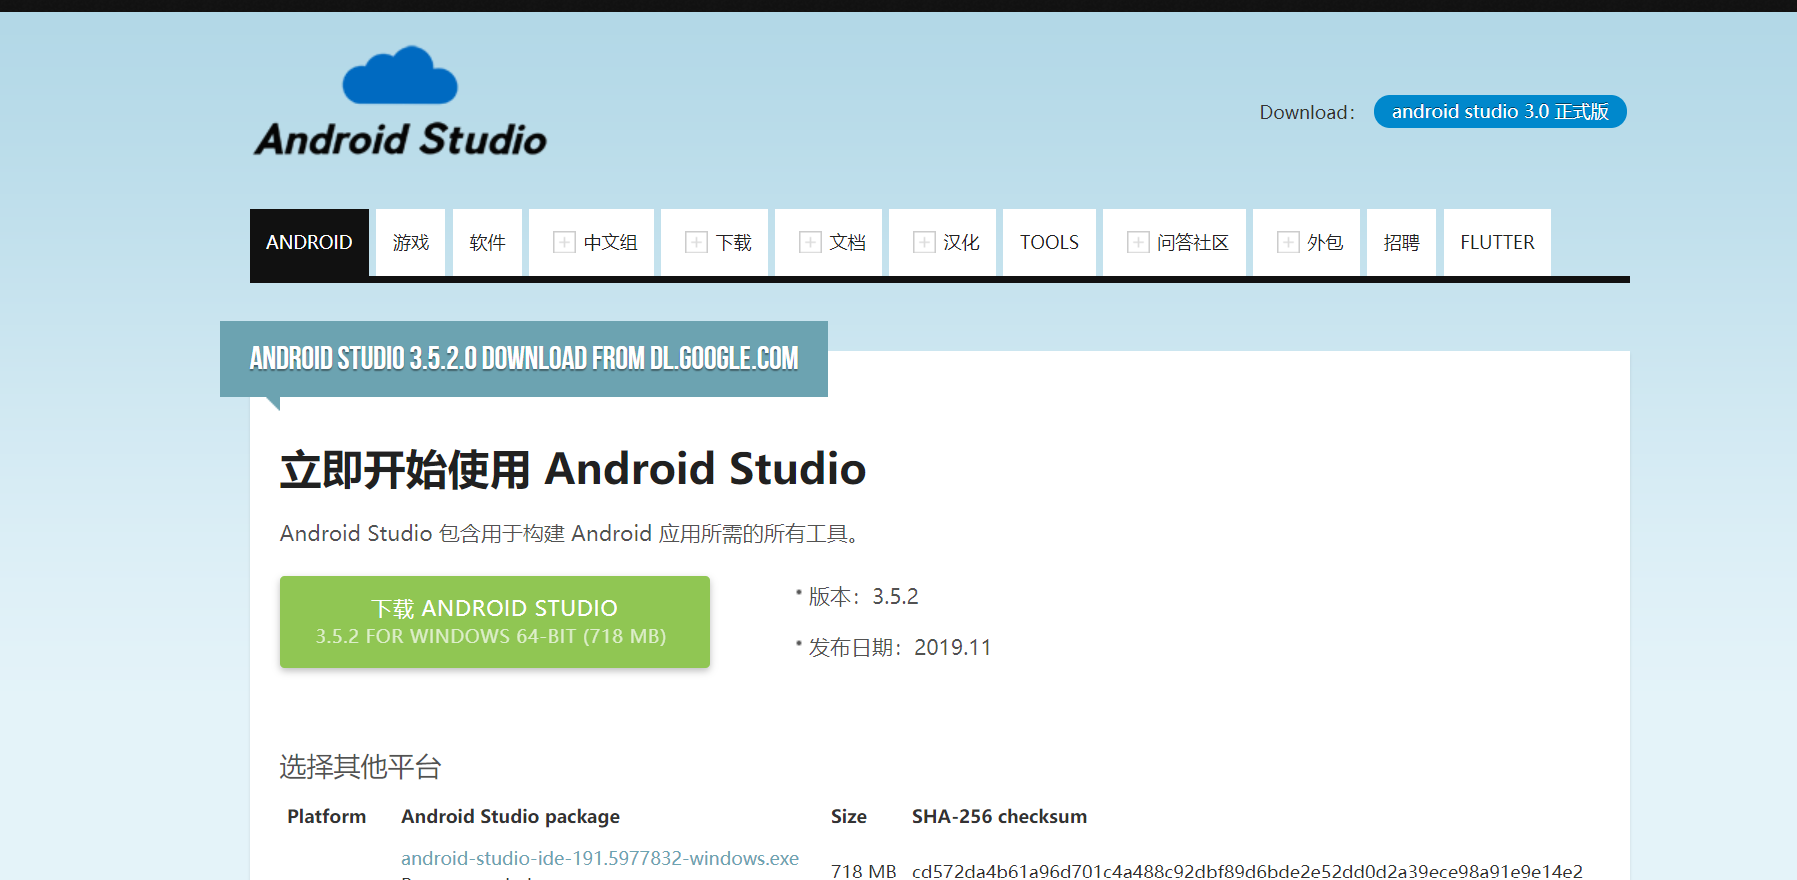 Android Studio
Download： android studio 3.0 正式版
ANDROID 游戏 软件 中文组 下载 文档 汉化 TOOLS 问答社区 外包 招聘 FLUTTER
ANDROID STUDIO 3.5.2.0 DOWNLOAD FROM DL.GOOGLE.COM
立即开始使用 Android Studio
Android Studio 包含用于构建 Android 应用所需的所有工具。
下载 ANDROID STUDIO
3.5.2 FOR WINDOWS 64-BIT (718 MB)
• 版本：3.5.2
• 发布日期：2019.11
选择其他平台
Platform Android Studio package Size SHA-256 checksum
android-studio-ide-191.5977832-windows.exe
718 MB cd572da4b61a96d701c4a488c92dbf89d6bde2e52dd0d2a39ece98a91e9e14e2